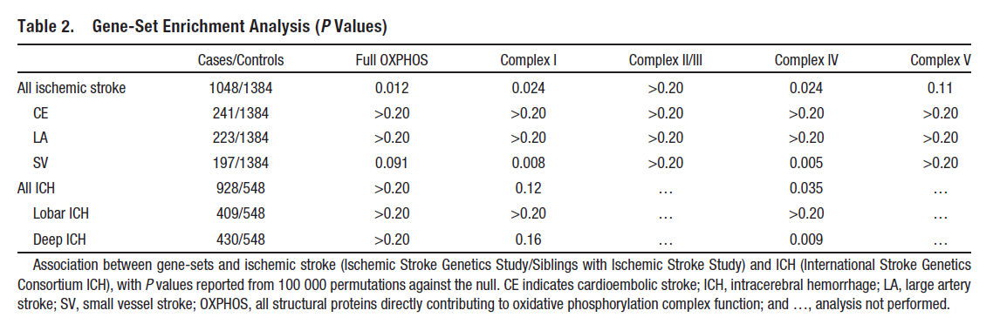 Table 2. Gene-Set Enrichment Analysis (P Values)
Cases/Controls Full OXPHOS Complex I Complex II/III Complex IV Complex V
All ischemic stroke 1048/1384 0.012 0.024 >0.20 0.024 0.11
CE 241/1384 >0.20 >0.20 >0.20 >0.20 >0.20
LA 223/1384 >0.20 >0.20 >0.20 >0.20 >0.20
SV 197/1384 0.091 0.008 >0.20 0.005 >0.20
All ICH 928/548 >0.20 0.12 … 0.035 …
Lobar ICH 409/548 >0.20 >0.20 … >0.20 …
Deep ICH 430/548 >0.20 0.16 … 0.009 …
Association between gene-sets and ischemic stroke (Ischemic Stroke Genetics Study/Siblings with Ischemic Stroke Study) and ICH (International Stroke Genetics
Consortium ICH), with P values reported from 100 000 permutations against the null. CE indicates cardioembolic stroke; ICH, intracerebral hemorrhage; LA, large artery
stroke; SV, small vessel stroke; OXPHOS, all structural proteins directly contributing to oxidative phosphorylation complex function; and …, analysis not performed.